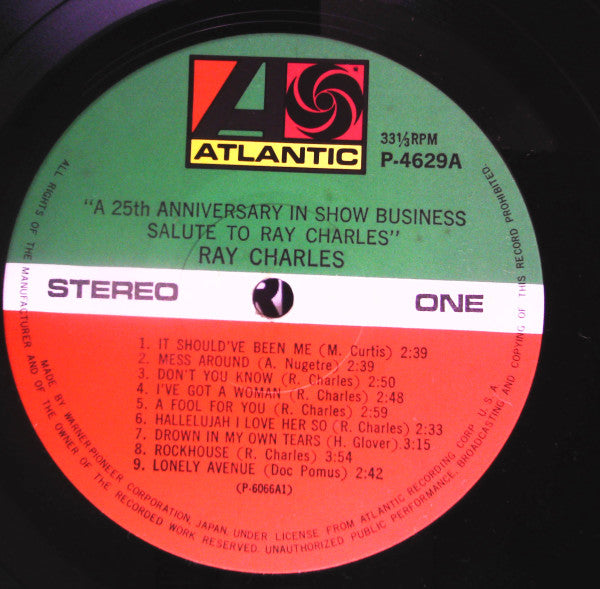 ATLANTIC
33⅓RPM
P-4629A
"A 25th ANNIVERSARY IN SHOW BUSINESS
SALUTE TO RAY CHARLES"
RAY CHARLES
STEREO
ONE
1. IT SHOULD'VE BEEN ME (M. Curtis) 2:39
2. MESS AROUND (A. Nugetre) 2:39
3. DON'T YOU KNOW (R. Charles) 2:50
4. I'VE GOT A WOMAN (R. Charles) 2:48
5. A FOOL FOR YOU (R. Charles) 2:59
6. HALLELUJAH I LOVE HER SO (R. Charles) 2:33
7. DROWN IN MY OWN TEARS (H. Glover) 3:15
8. ROCKHOUSE (R. Charles) 3:54
9. LONELY AVENUE (Doc Pomus) 2:42
(P-6066A1)
MADE BY WARNER-PIONEER CORPORATION, JAPAN, UNDER LICENSE FROM ATLANTIC RECORDING CORP. U.S.A.
ALL RIGHTS OF THE MANUFACTURER AND OF THE OWNER OF THE RECORDED WORK RESERVED. UNAUTHORIZED PUBLIC PERFORMANCE, BROADCASTING AND COPYING OF THIS RECORD PROHIBITED.